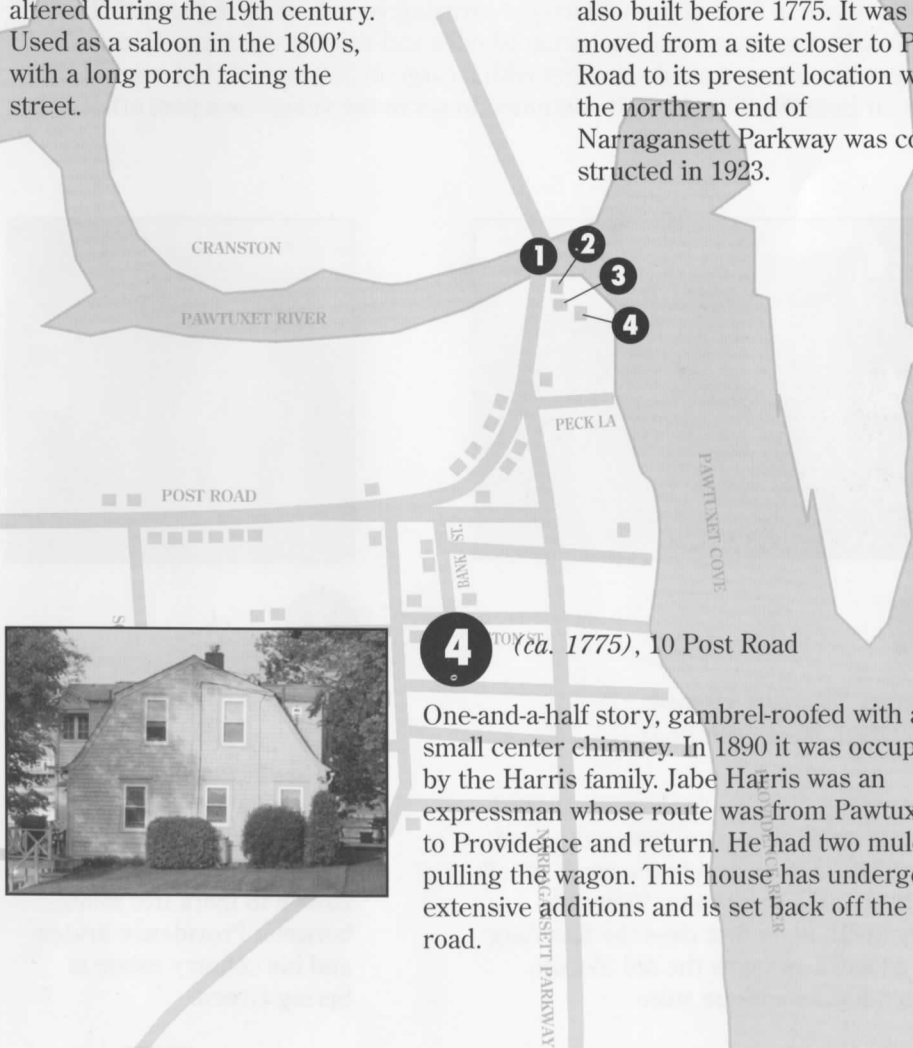 altered during the 19th century.
Used as a saloon in the 1800's,
with a long porch facing the
street.
also built before 1775. It was
moved from a site closer to
Road to its present location
the northern end of
Narragansett Parkway was
structed in 1923.
CRANSTON
PAWTUXET RIVER
1
2
3
4
PECK LA
POST ROAD
PAWTUXET COVE
BANK ST.
4 (ca. 1775), 10 Post Road
One-and-a-half story, gambrel-roofed with
small center chimney. In 1890 it was
by the Harris family. Jabe Harris was an
expressman whose route was from
to Providence and return. He had two
pulling the wagon. This house has
extensive additions and is set back off the
road.
NARRAGANSETT PARKWAY
PROVIDENCE RIVER